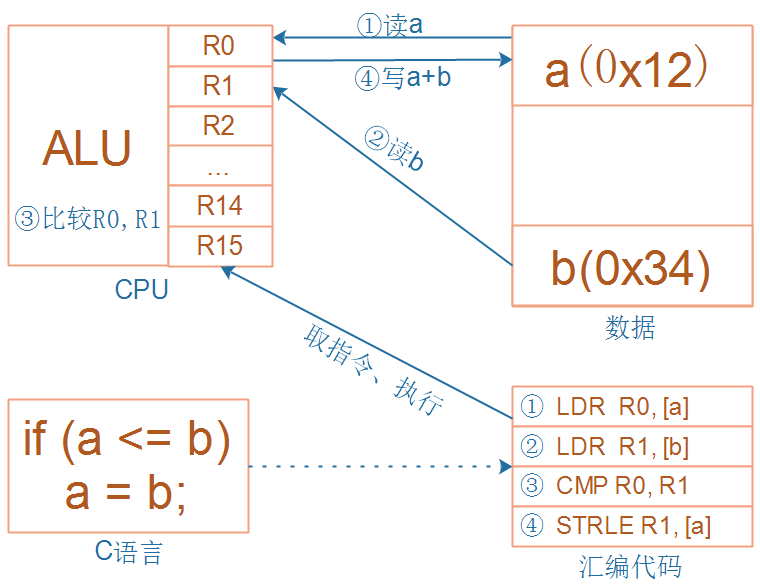 ①读a
④写a+b
②读b
ALU
③比较R0,R1
R0
R1
R2
...
R14
R15
CPU
a(0x12)
b(0x34)
数据
取指令、执行
if (a <= b)
a = b;
C语言
① LDR R0, [a]
② LDR R1, [b]
③ CMP R0, R1
④ STRLE R1, [a]
汇编代码